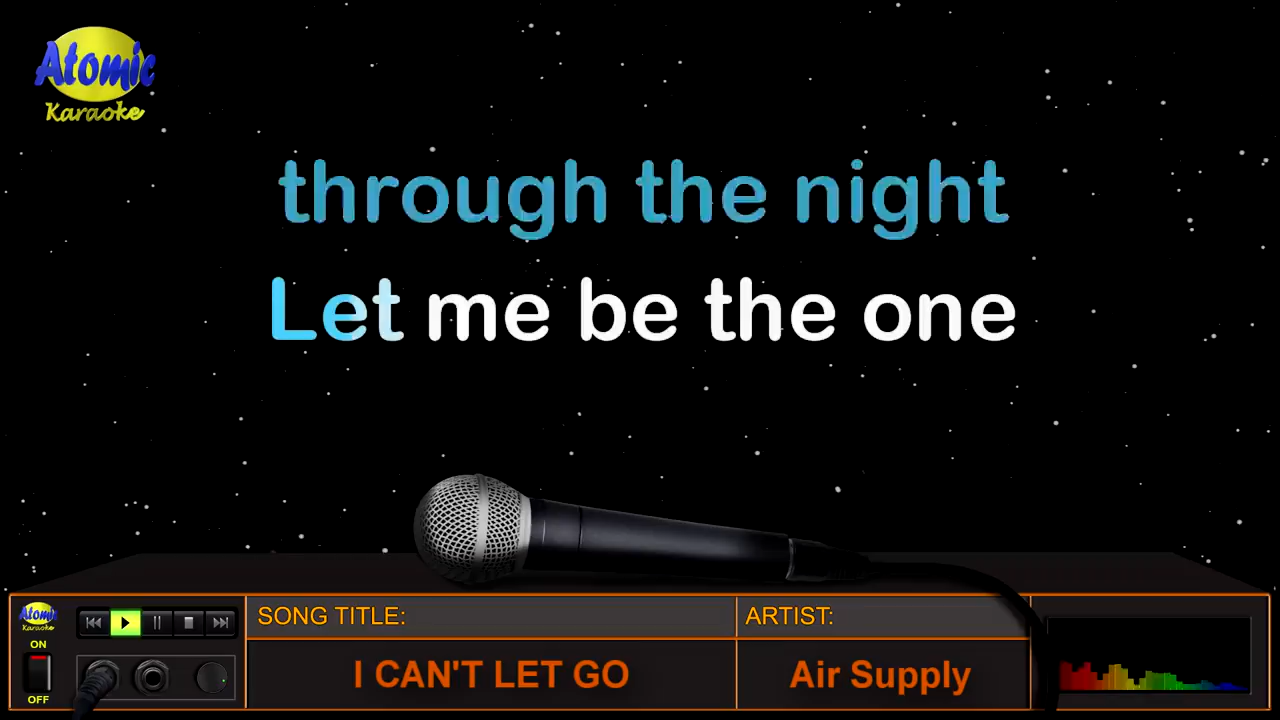 Atomic
Karaoke
through the night
Let me be the one
Atomic
Karaoke
ON
OFF
SONG TITLE:
I CAN'T LET GO
ARTIST:
Air Supply